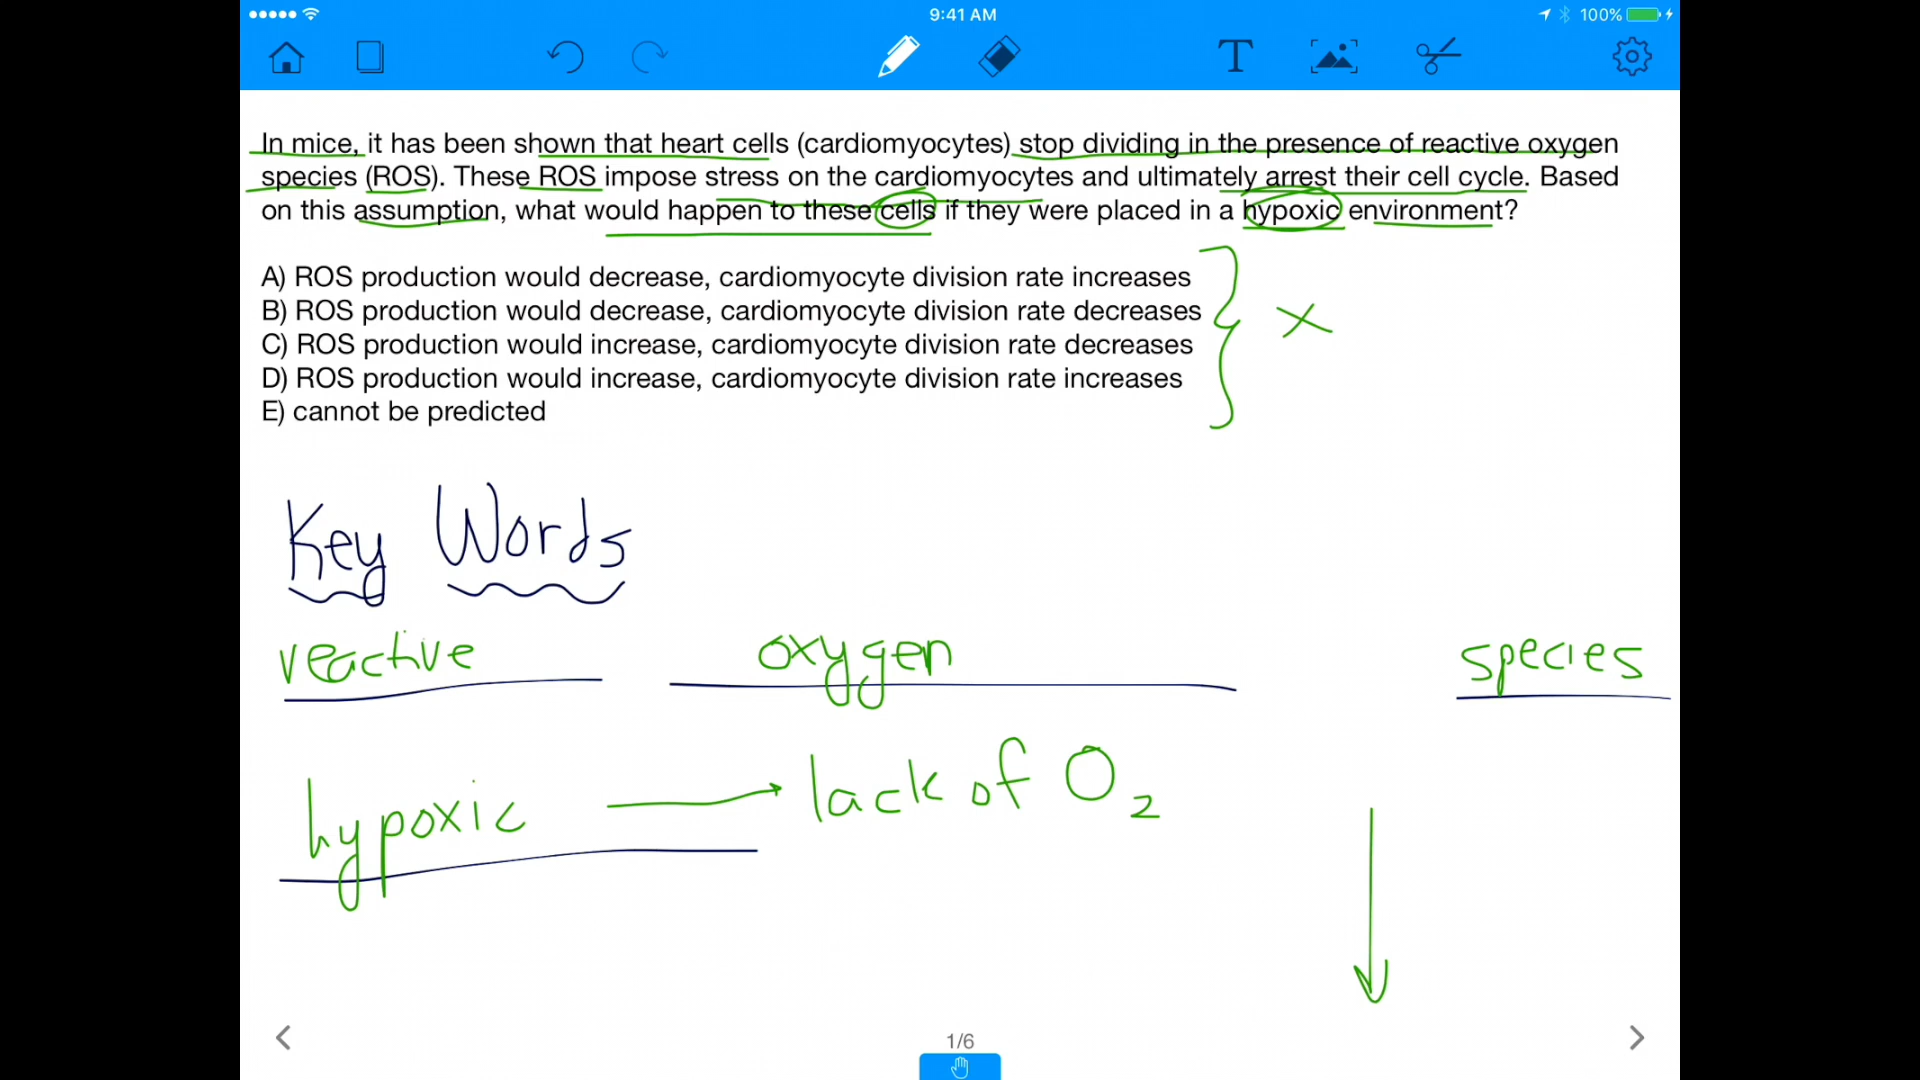 9:41 AM
100%
T
In mice, it has been shown that heart cells (cardiomyocytes) stop dividing in the presence of reactive oxygen
species (ROS). These ROS impose stress on the cardiomyocytes and ultimately arrest their cell cycle. Based
on this assumption, what would happen to these cells if they were placed in a hypoxic environment?
A) ROS production would decrease, cardiomyocyte division rate increases
B) ROS production would decrease, cardiomyocyte division rate decreases
C) ROS production would increase, cardiomyocyte division rate decreases
D) ROS production would increase, cardiomyocyte division rate increases
E) cannot be predicted
Key Words
reactive oxygen species
hypoxic → lack of O₂
1/6